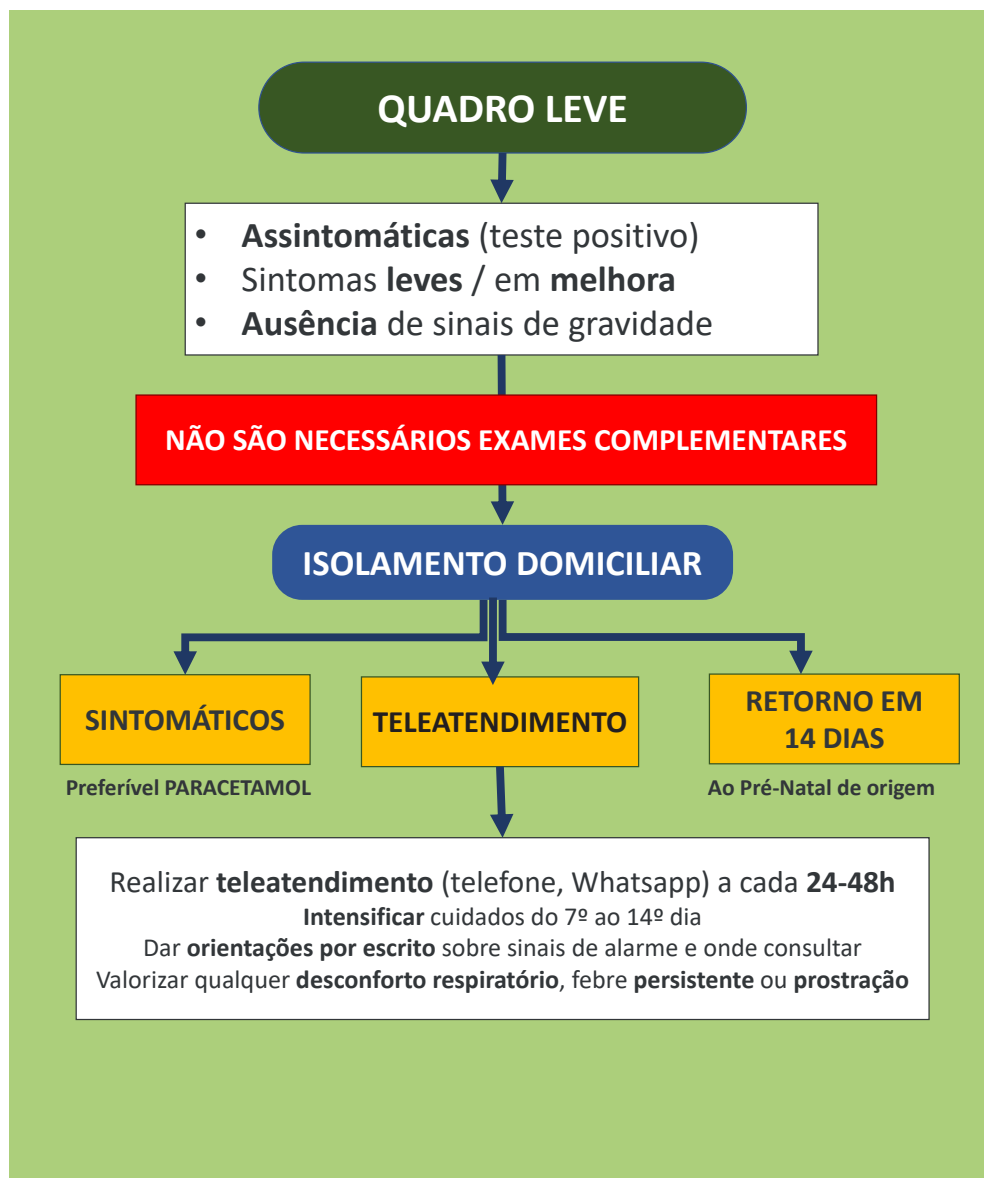 QUADRO LEVE
• Assintomáticas (teste positivo)
• Sintomas leves / em melhora
• Ausência de sinais de gravidade
NÃO SÃO NECESSÁRIOS EXAMES COMPLEMENTARES
ISOLAMENTO DOMICILIAR
SINTOMÁTICOS
Preferível PARACETAMOL
TELEATENDIMENTO
RETORNO EM
14 DIAS
Ao Pré-Natal de origem
Realizar teleatendimento (telefone, Whatsapp) a cada 24-48h
Intensificar cuidados do 7º ao 14º dia
Dar orientações por escrito sobre sinais de alarme e onde consultar
Valorizar qualquer desconforto respiratório, febre persistente ou prostração